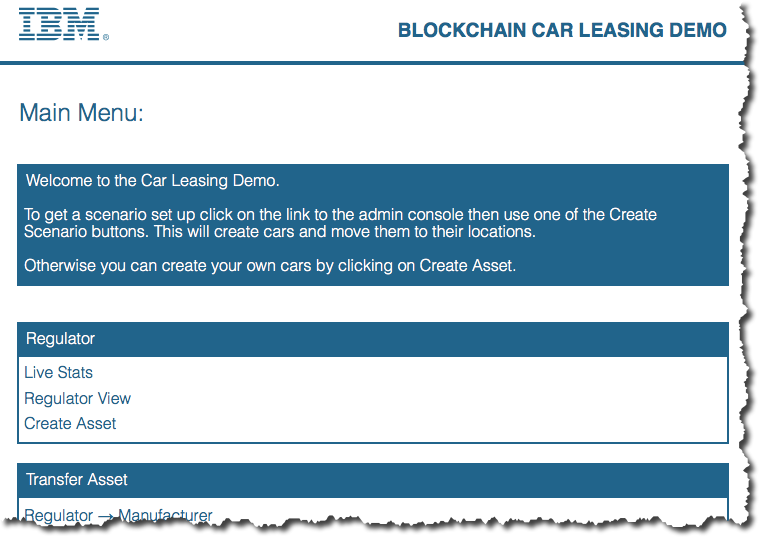 IBM®
BLOCKCHAIN CAR LEASING DEMO
Main Menu:
Welcome to the Car Leasing Demo.
To get a scenario set up click on the link to the admin console then use one of the Create
Scenario buttons. This will create cars and move them to their locations.
Otherwise you can create your own cars by clicking on Create Asset.
Regulator
Live Stats
Regulator View
Create Asset
Transfer Asset
Regulator → Manufacturer